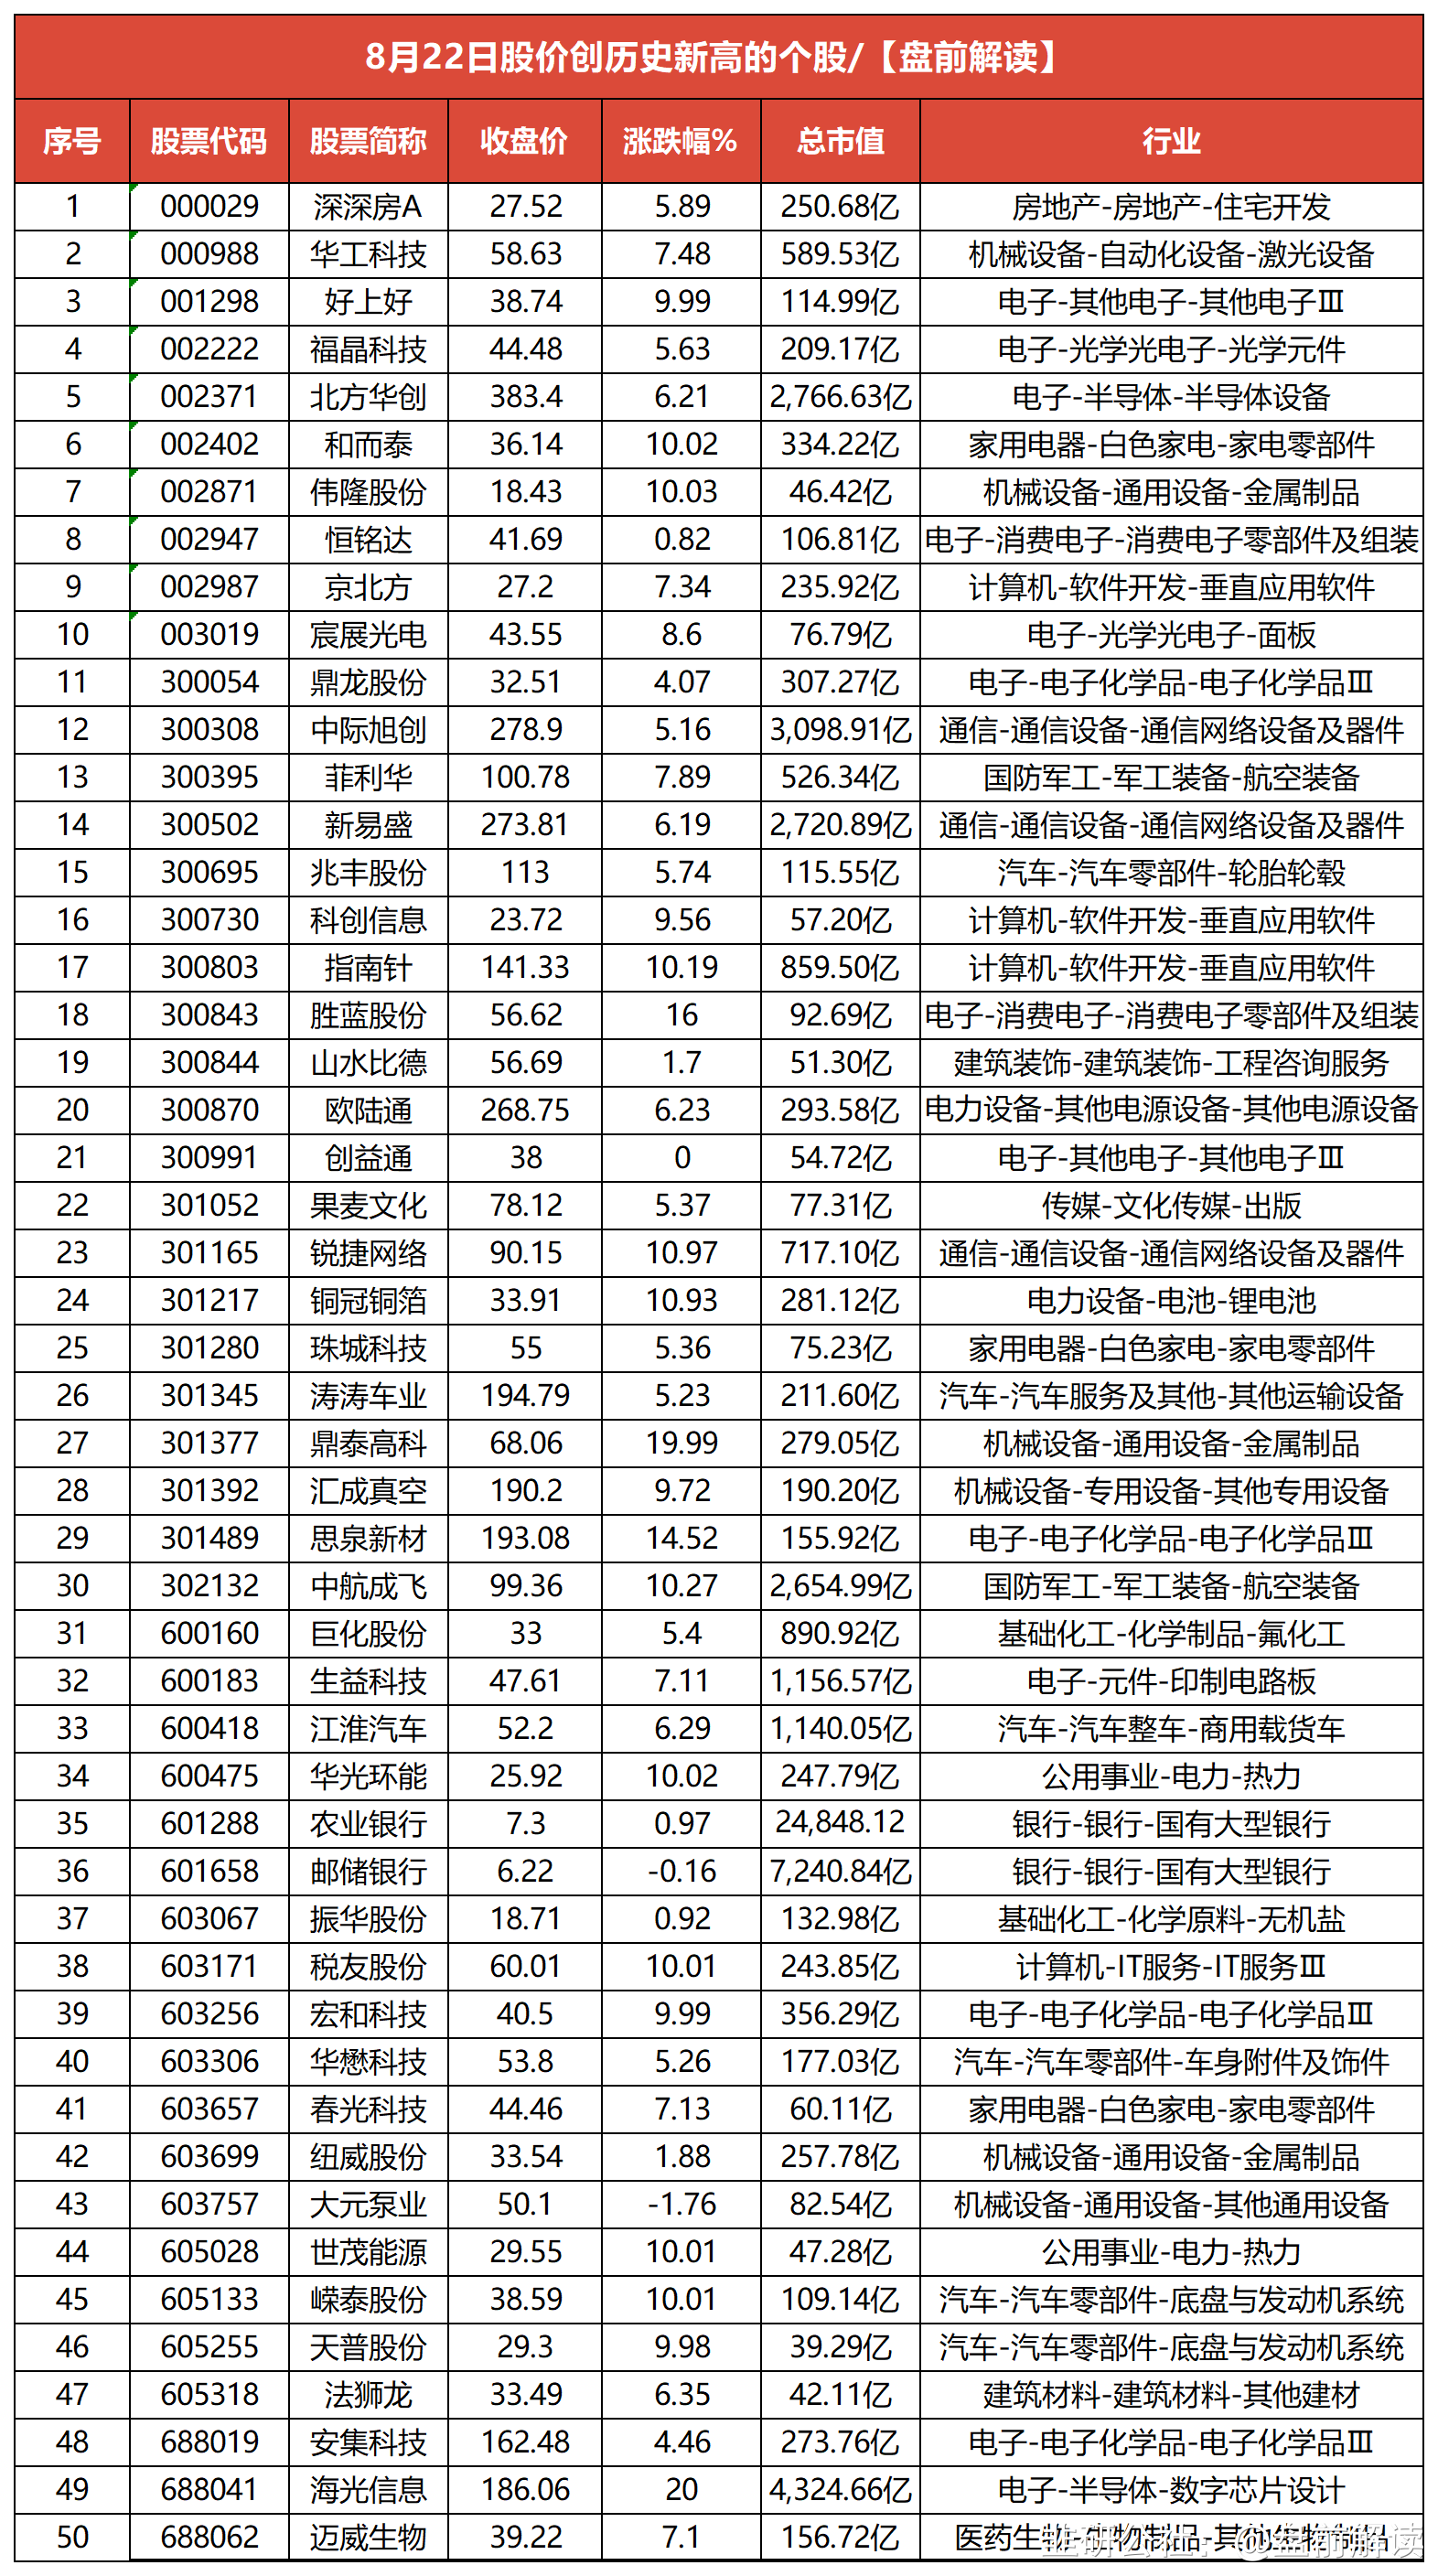 8月22日股价创历史新高的个股/【盘前解读】
序号 股票代码 股票简称 收盘价 涨跌幅% 总市值 行业
1 000029 深深房A 27.52 5.89 250.68亿 房地产-房地产-住宅开发
2 000988 华工科技 58.63 7.48 589.53亿 机械设备-自动化设备-激光设备
3 001298 好上好 38.74 9.99 114.99亿 电子-其他电子-其他电子Ⅲ
4 002222 福晶科技 44.48 5.63 209.17亿 电子-光学光电子-光学元件
5 002371 北方华创 383.4 6.21 2,766.63亿 电子-半导体-半导体设备
6 002402 和而泰 36.14 10.02 334.22亿 家用电器-白色家电-家电零部件
7 002871 伟隆股份 18.43 10.03 46.42亿 机械设备-通用设备-金属制品
8 002947 恒铭达 41.69 0.82 106.81亿 电子-消费电子-消费电子零部件及组装
9 002987 京北方 27.2 7.34 235.92亿 计算机-软件开发-垂直应用软件
10 003019 宸展光电 43.55 8.6 76.79亿 电子-光学光电子-面板
11 300054 鼎龙股份 32.51 4.07 307.27亿 电子-电子化学品-电子化学品Ⅲ
12 300308 中际旭创 278.9 5.16 3,098.91亿 通信-通信设备-通信网络设备及器件
13 300395 菲利华 100.78 7.89 526.34亿 国防军工-军工装备-航空装备
14 300502 新易盛 273.81 6.19 2,720.89亿 通信-通信设备-通信网络设备及器件
15 300695 兆丰股份 113 5.74 115.55亿 汽车-汽车零部件-轮胎轮毂
16 300730 科创信息 23.72 9.56 57.20亿 计算机-软件开发-垂直应用软件
17 300803 指南针 141.33 10.19 859.50亿 计算机-软件开发-垂直应用软件
18 300843 胜蓝股份 56.62 16 92.69亿 电子-消费电子-消费电子零部件及组装
19 300844 山水比德 56.69 1.7 51.30亿 建筑装饰-建筑装饰-工程咨询服务
20 300870 欧陆通 268.75 6.23 293.58亿 电力设备-其他电源设备-其他电源设备
21 300991 创益通 38 0 54.72亿 电子-其他电子-其他电子Ⅲ
22 301052 果麦文化 78.12 5.37 77.31亿 传媒-文化传媒-出版
23 301165 锐捷网络 90.15 10.97 717.10亿 通信-通信设备-通信网络设备及器件
24 301217 铜冠铜箔 33.91 10.93 281.12亿 电力设备-电池-锂电池
25 301280 珠城科技 55 5.36 75.23亿 家用电器-白色家电-家电零部件
26 301345 涛涛车业 194.79 5.23 211.60亿 汽车-汽车服务及其他-其他运输设备
27 301377 鼎泰高科 68.06 19.99 279.05亿 机械设备-通用设备-金属制品
28 301392 汇成真空 190.2 9.72 190.20亿 机械设备-专用设备-其他专用设备
29 301489 思泉新材 193.08 14.52 155.92亿 电子-电子化学品-电子化学品Ⅲ
30 302132 中航成飞 99.36 10.27 2,654.99亿 国防军工-军工装备-航空装备
31 600160 巨化股份 33 5.4 890.92亿 基础化工-化学制品-氟化工
32 600183 生益科技 47.61 7.11 1,156.57亿 电子-元件-印制电路板
33 600418 江淮汽车 52.2 6.29 1,140.05亿 汽车-汽车整车-商用载货车
34 600475 华光环能 25.92 10.02 247.79亿 公用事业-电力-热力
35 601288 农业银行 7.3 0.97 24,848.12 银行-银行-国有大型银行
36 601658 邮储银行 6.22 -0.16 7,240.84亿 银行-银行-国有大型银行
37 603067 振华股份 18.71 0.92 132.98亿 基础化工-化学原料-无机盐
38 603171 税友股份 60.01 10.01 243.85亿 计算机-IT服务-IT服务Ⅲ
39 603256 宏和科技 40.5 9.99 356.29亿 电子-电子化学品-电子化学品Ⅲ
40 603306 华懋科技 53.8 5.26 177.03亿 汽车-汽车零部件-车身附件及饰件
41 603657 春光科技 44.46 7.13 60.11亿 家用电器-白色家电-家电零部件
42 603699 纽威股份 33.54 1.88 257.78亿 机械设备-通用设备-金属制品
43 603757 大元泵业 50.1 -1.76 82.54亿 机械设备-通用设备-其他通用设备
44 605028 世茂能源 29.55 10.01 47.28亿 公用事业-电力-热力
45 605133 嵘泰股份 38.59 10.01 109.14亿 汽车-汽车零部件-底盘与发动机系统
46 605255 天普股份 29.3 9.98 39.29亿 汽车-汽车零部件-底盘与发动机系统
47 605318 法狮龙 33.49 6.35 42.11亿 建筑材料-建筑材料-其他建材
48 688019 安集科技 162.48 4.46 273.76亿 电子-电子化学品-电子化学品Ⅲ
49 688041 海光信息 186.06 20 4,324.66亿 电子-半导体-数字芯片设计
50 688062 迈威生物 39.22 7.1 156.72亿 医药生物-生物制品-其他生物制品
韭研公社:@盘前解读